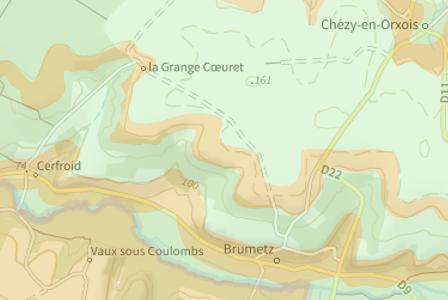 Chézy-en-Orxois
la Grange Cœuret
161
D11
74
Cerfroid
100
D22
Vaux sous Coulombs
Brumetz
D9